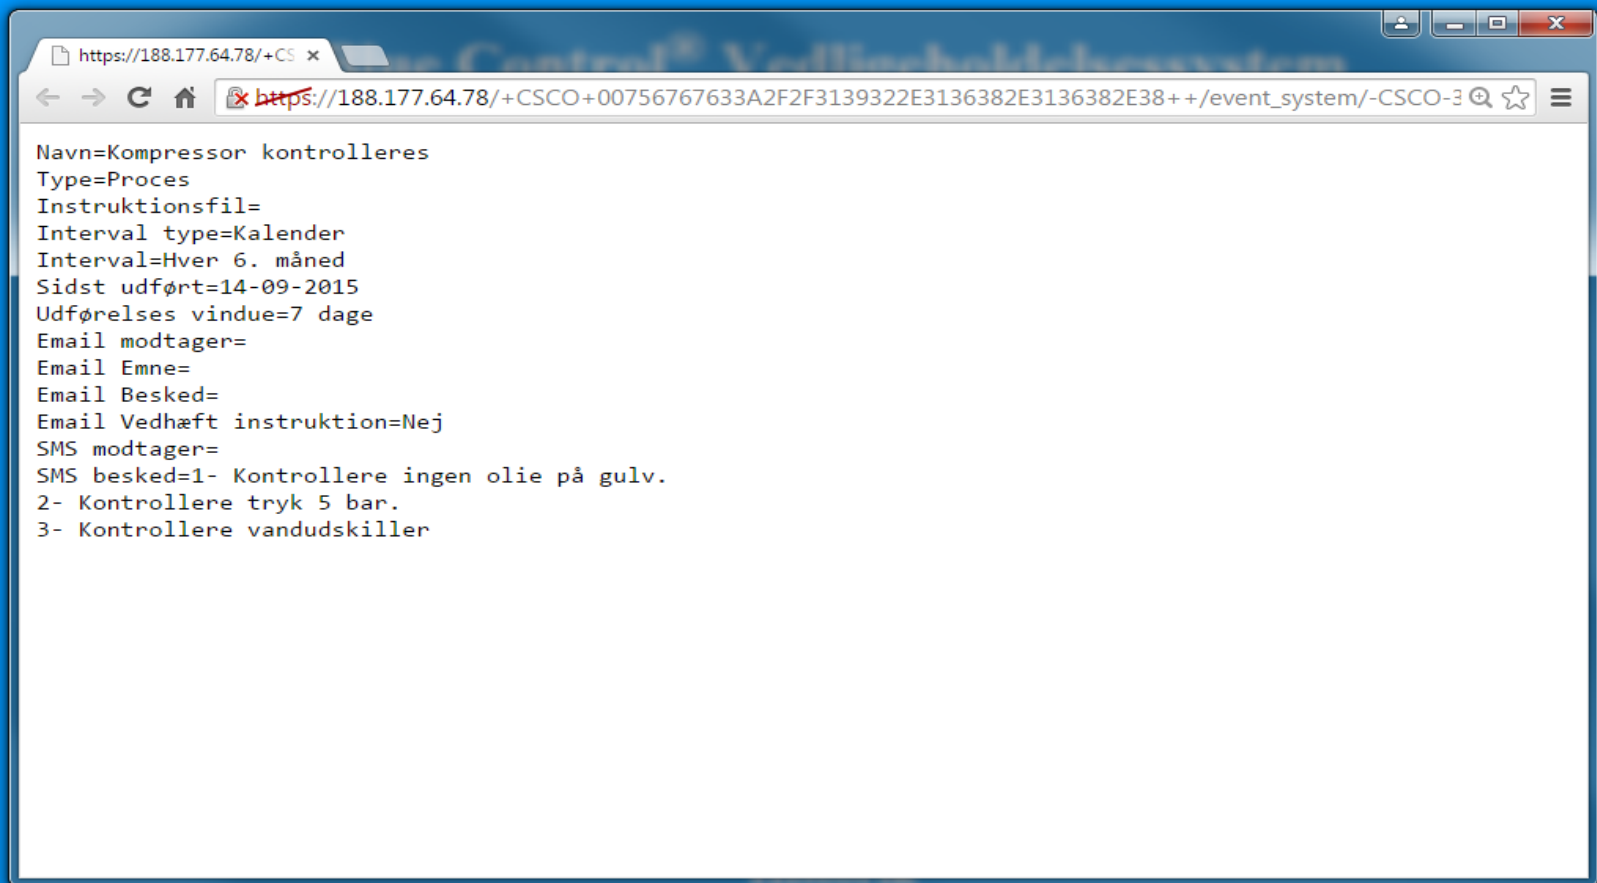 Control® Vedligeholdelsessystem
https://188.177.64.78/+CS
https://188.177.64.78/+CSCO+00756767633A2F2F3139322E3136382E3136382E38++/event_system/-CSCO-3
Navn=Kompressor kontrolleres
Type=Proces
Instruktionsfil=
Interval type=Kalender
Interval=Hver 6. måned
Sidst udført=14-09-2015
Udførelses vindue=7 dage
Email modtager=
Email Emne=
Email Besked=
Email Vedhæft instruktion=Nej
SMS modtager=
SMS besked=1- Kontrollere ingen olie på gulv.
2- Kontrollere tryk 5 bar.
3- Kontrollere vandudskiller